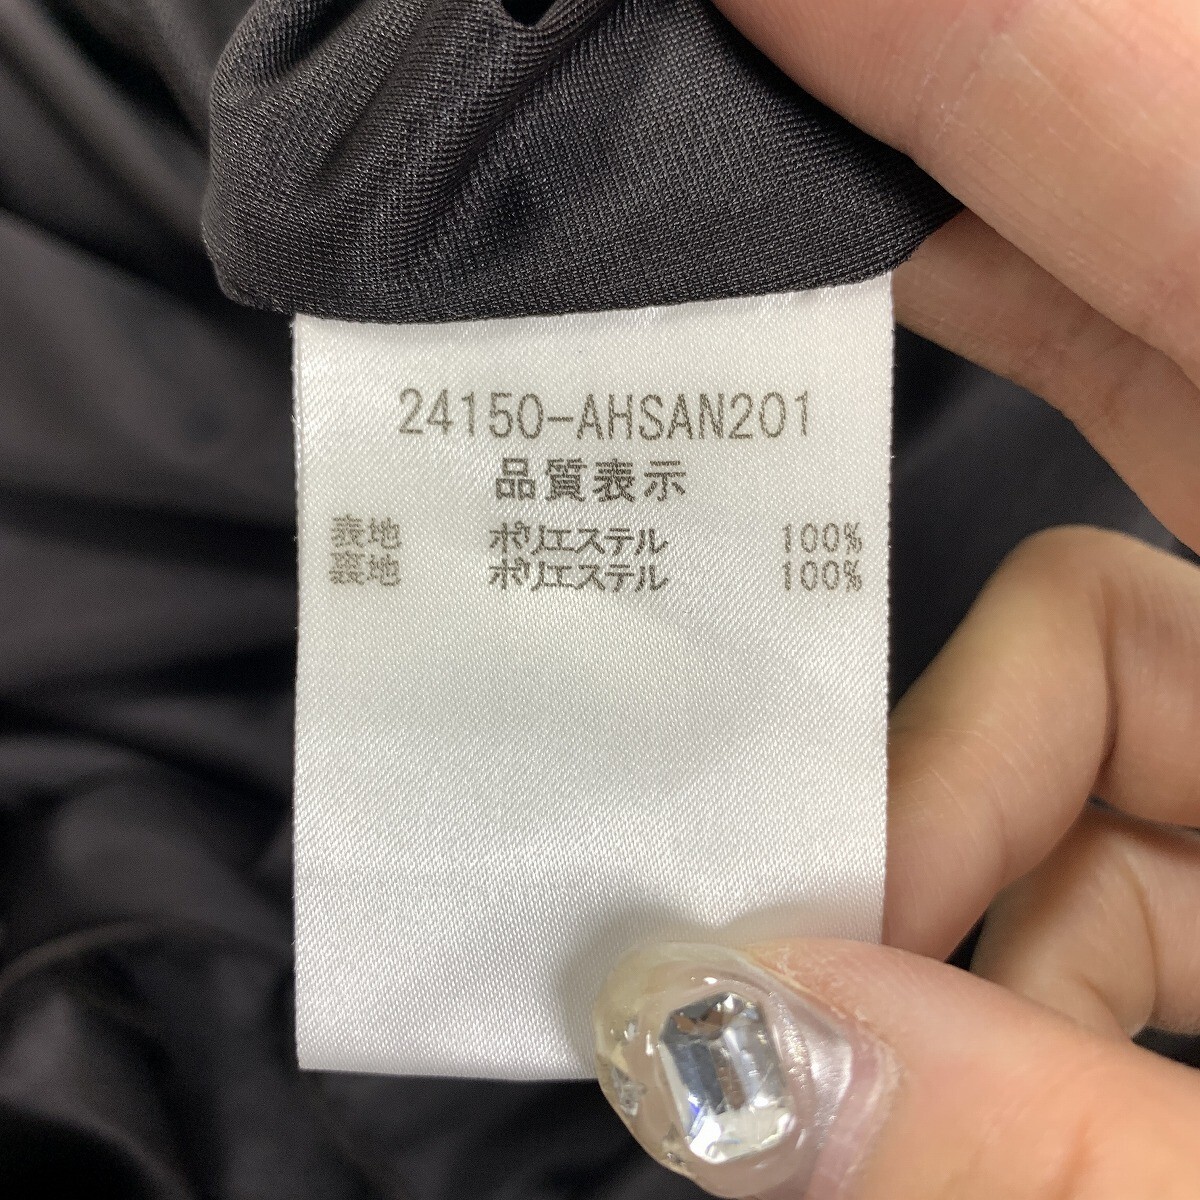 24150-AHSAN201
品質表示
表地 ポリエステル 100%
裏地 ポリエステル 100%